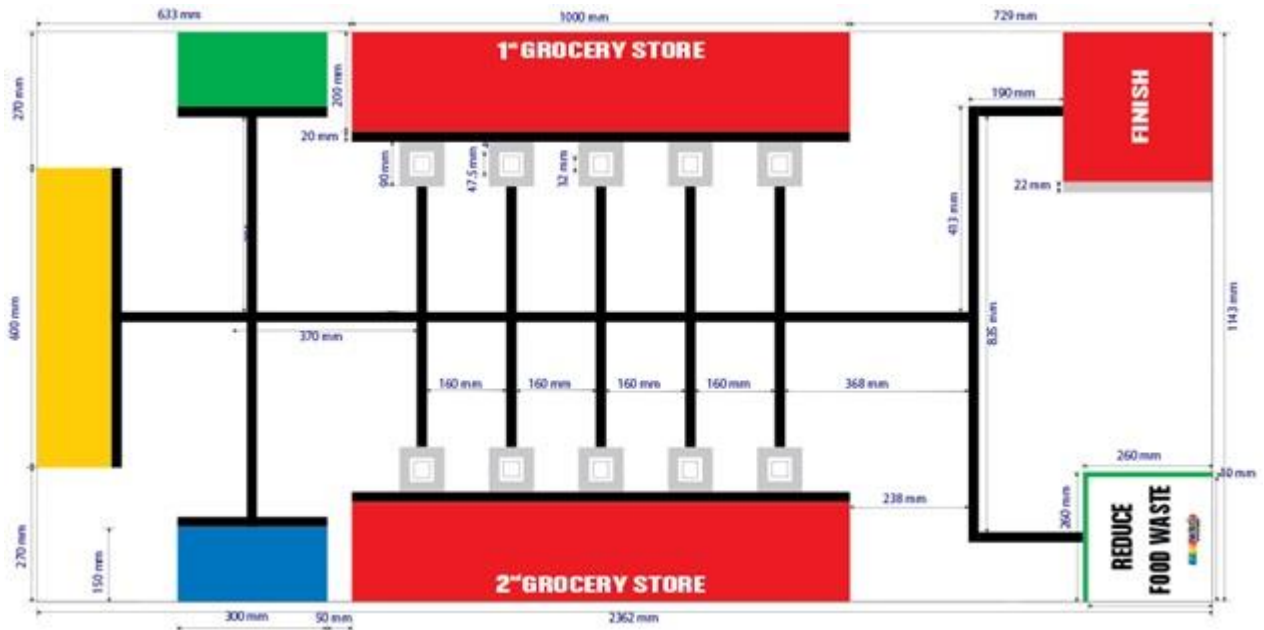 633 mm
1000 mm
729 mm
1st GROCERY STORE
270 mm
200 mm
20 mm
90 mm
47.5 mm
32 mm
190 mm
FINISH
22 mm
413 mm
600 mm
370 mm
835 mm
1143 mm
160 mm
160 mm
160 mm
160 mm
368 mm
260 mm
10 mm
238 mm
260 mm
REDUCE
FOOD WASTE
270 mm
150 mm
2nd GROCERY STORE
300 mm
50 mm
2362 mm